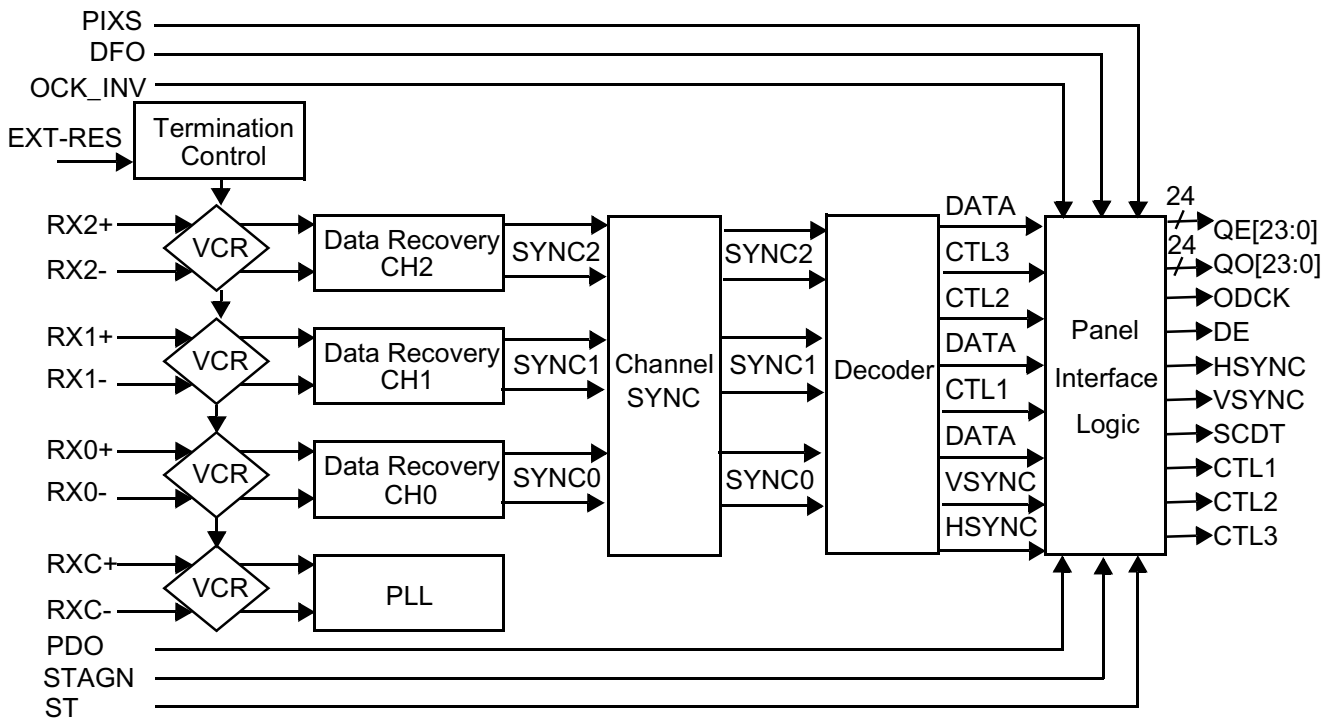 PIXS
DFO
OCK_INV
EXT-RES
Termination
Control
RX2+
RX2-
VCR
Data Recovery
CH2
SYNC2
SYNC2
RX1+
RX1-
VCR
Data Recovery
CH1
SYNC1
Channel
SYNC
SYNC1
Decoder
RX0+
RX0-
VCR
Data Recovery
CH0
SYNC0
SYNC0
RXC+
RXC-
VCR
PLL
DATA
CTL3
CTL2
DATA
CTL1
DATA
VSYNC
HSYNC
Panel
Interface
Logic
24
QE[23:0]
24
QO[23:0]
ODCK
DE
HSYNC
VSYNC
SCDT
CTL1
CTL2
CTL3
PDO
STAGN
ST